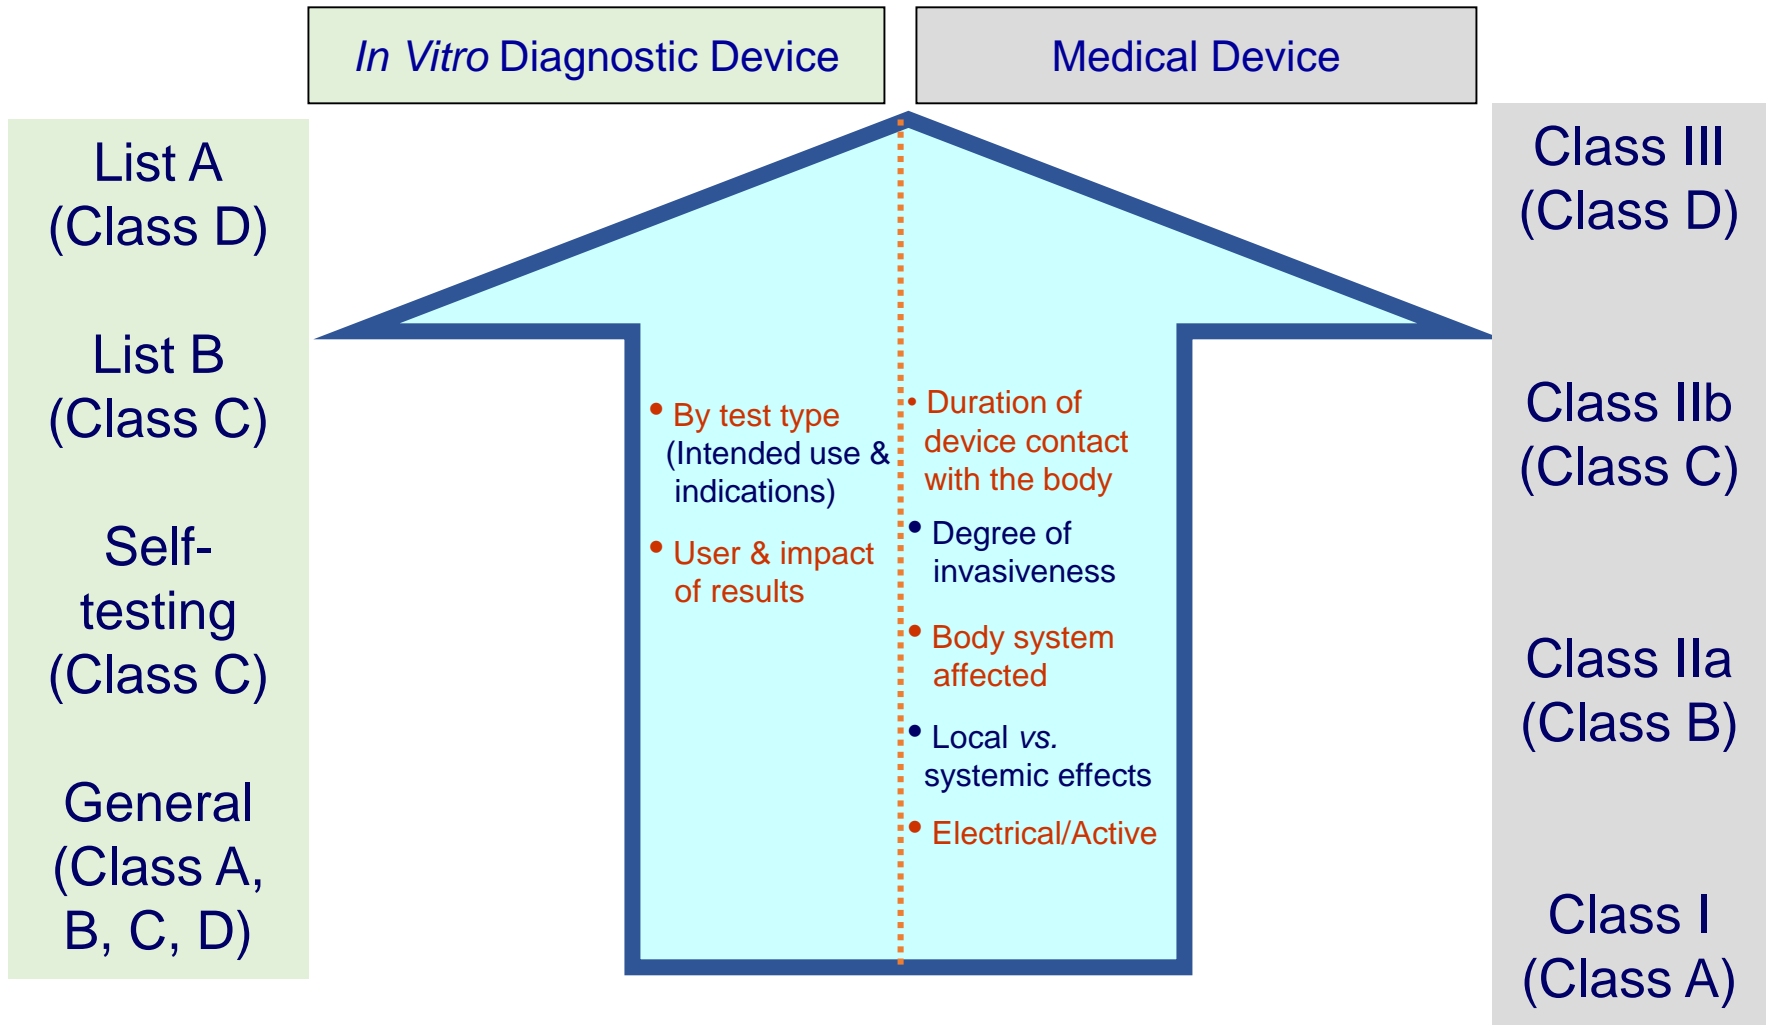 In Vitro Diagnostic Device
Medical Device
List A
(Class D)
List B
(Class C)
Self-
testing
(Class C)
General
(Class A,
B, C, D)
• By test type
(Intended use &
indications)
• User & impact
of results
• Duration of
device contact
with the body
• Degree of
invasiveness
• Body system
affected
• Local vs.
systemic effects
• Electrical/Active
Class III
(Class D)
Class IIb
(Class C)
Class IIa
(Class B)
Class I
(Class A)